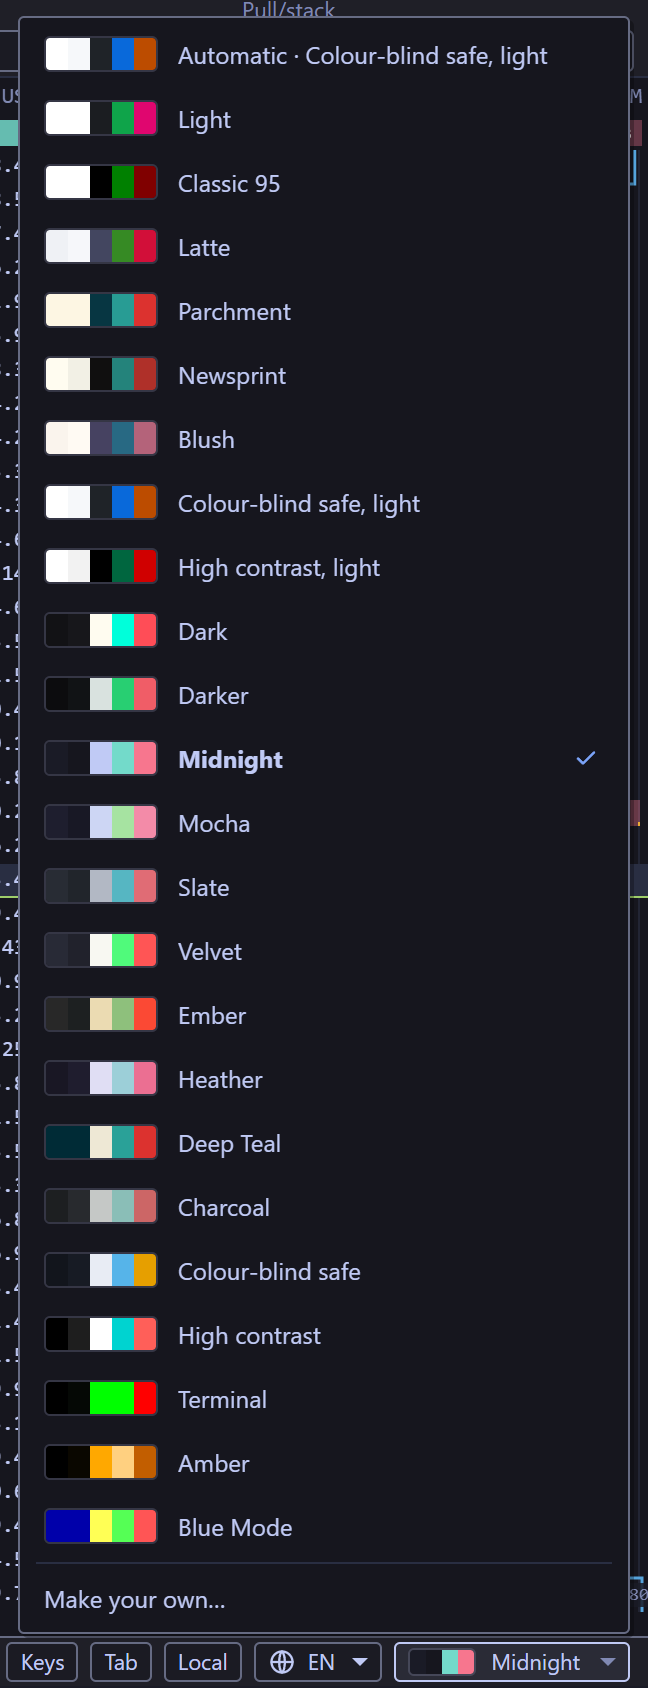 Pull/stack
Automatic · Colour-blind safe, light
Light
Classic 95
Latte
Parchment
Newsprint
Blush
Colour-blind safe, light
High contrast, light
Dark
Darker
Midnight
Mocha
Slate
Velvet
Ember
Heather
Deep Teal
Charcoal
Colour-blind safe
High contrast
Terminal
Amber
Blue Mode
Make your own...
Keys Tab Local EN Midnight